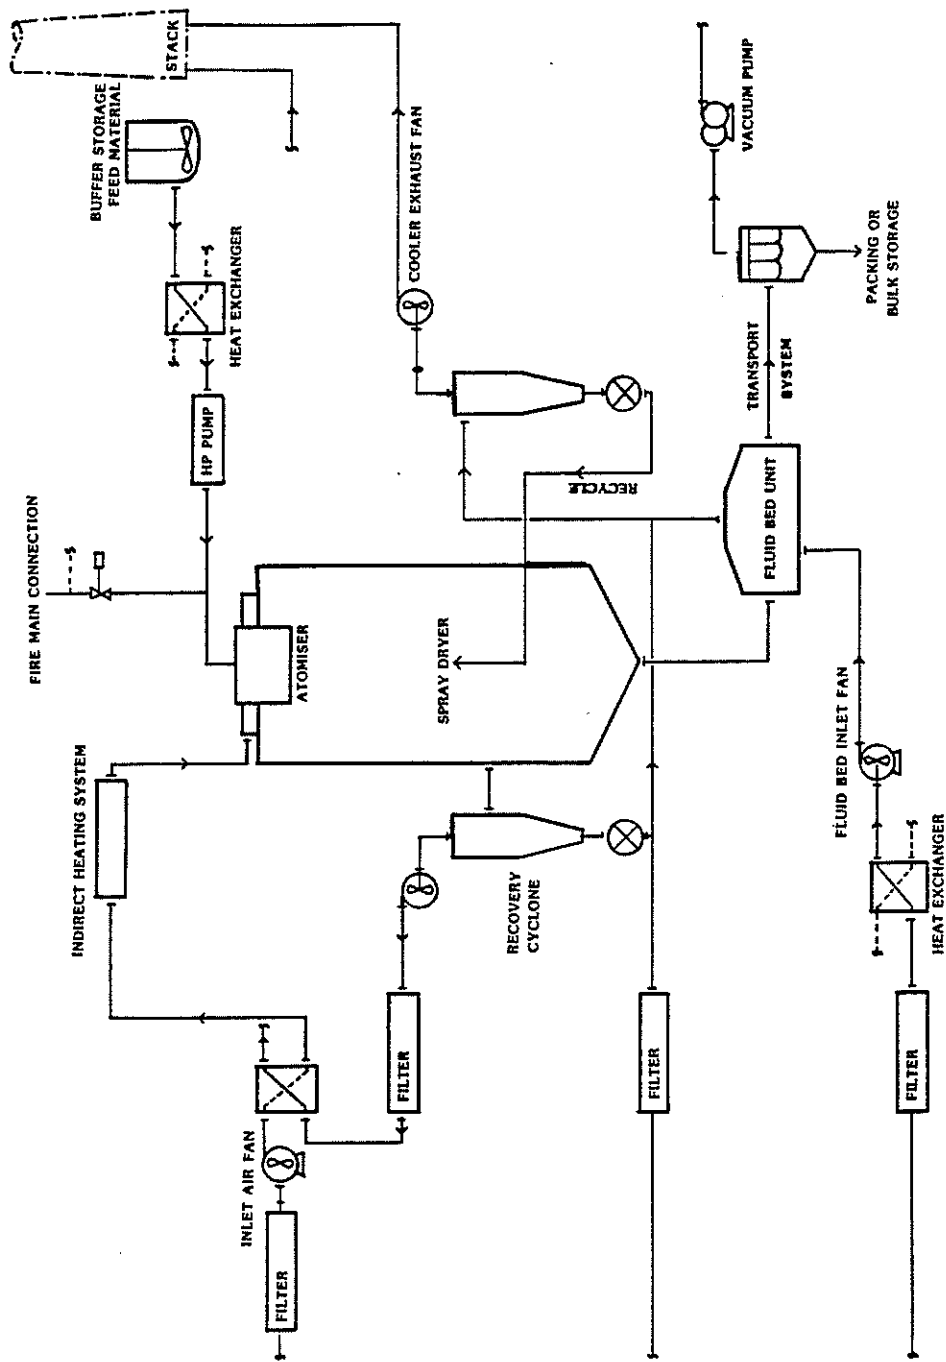 STACK
BUFFER STORAGE
FEED MATERIAL
HEAT EXCHANGER
HP PUMP
FIRE MAIN CONNECTION
ATOMISER
INDIRECT HEATING SYSTEM
INLET AIR FAN
FILTER
FILTER
RECOVERY
CYCLONE
SPRAY DRYER
COOLER EXHAUST FAN
RECYCLE
FILTER
FLUID BED UNIT
FLUID BED INLET FAN
HEAT EXCHANGER
FILTER
TRANSPORT
SYSTEM
VACUUM PUMP
PACKING OR
BULK STORAGE